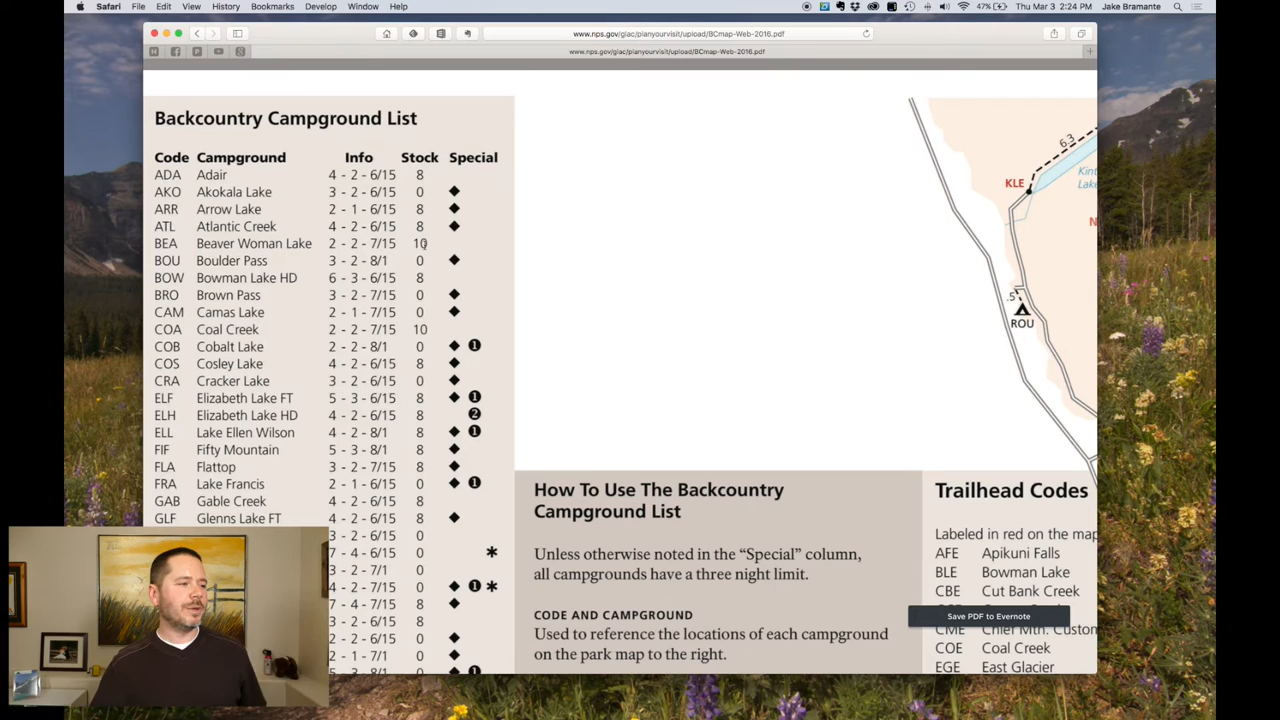 Safari File Edit View History Bookmarks Develop Window Help 47% Thu Mar 3 2:24 PM Jake Bramante
www.nps.gov/glac/planyourvisit/upload/BCmap-Web-2016.pdf
www.nps.gov/glac/planyourvisit/upload/BCmap-Web-2016.pdf
Backcountry Campground List
Code Campground Info Stock Special
ADA Adair 4 - 2 - 6/15 8
AKO Akokala Lake 3 - 2 - 6/15 0 ◆
ARR Arrow Lake 2 - 1 - 6/15 8 ◆
ATL Atlantic Creek 4 - 2 - 6/15 8 ◆
BEA Beaver Woman Lake 2 - 2 - 7/15 10
BOU Boulder Pass 3 - 2 - 8/1 0 ◆
BOW Bowman Lake HD 6 - 3 - 6/15 8
BRO Brown Pass 3 - 2 - 7/15 0 ◆
CAM Camas Lake 2 - 1 - 7/15 0 ◆
COA Coal Creek 2 - 2 - 7/15 10
COB Cobalt Lake 2 - 2 - 8/1 0 ◆ ❶
COS Cosley Lake 4 - 2 - 6/15 8 ◆
CRA Cracker Lake 3 - 2 - 6/15 0 ◆
ELF Elizabeth Lake FT 5 - 3 - 6/15 8 ◆ ❶
ELH Elizabeth Lake HD 4 - 2 - 6/15 8 ❷
ELL Lake Ellen Wilson 4 - 2 - 8/1 8 ◆ ❶
FIF Fifty Mountain 5 - 3 - 8/1 8 ◆
FLA Flattop 3 - 2 - 7/15 8 ◆
FRA Lake Francis 2 - 1 - 6/15 0 ◆ ❶
GAB Gable Creek 4 - 2 - 6/15 8
GLF Glenns Lake FT 4 - 2 - 6/15 8 ◆
3 - 2 - 6/15 0
7 - 4 - 6/15 0 *
3 - 2 - 7/1 0
4 - 2 - 6/15 0 ◆ ❶ *
7 - 4 - 7/15 8 ◆
3 - 2 - 6/15 8
2 - 2 - 6/15 0 ◆
2 - 1 - 7/1 0 ◆
6.3
KLE
Kint
Lake
N
.5
ROU
How To Use The Backcountry
Campground List
Unless otherwise noted in the “Special” column,
all campgrounds have a three night limit.
CODE AND CAMPGROUND
Used to reference the locations of each campground
on the park map to the right.
Trailhead Codes
Labeled in red on the map
AFE Apikuni Falls
BLE Bowman Lake
CBE Cut Bank Creek
Save PDF to Evernote
CME Chief Mtn. Custom
COE Coal Creek
EGE East Glacier